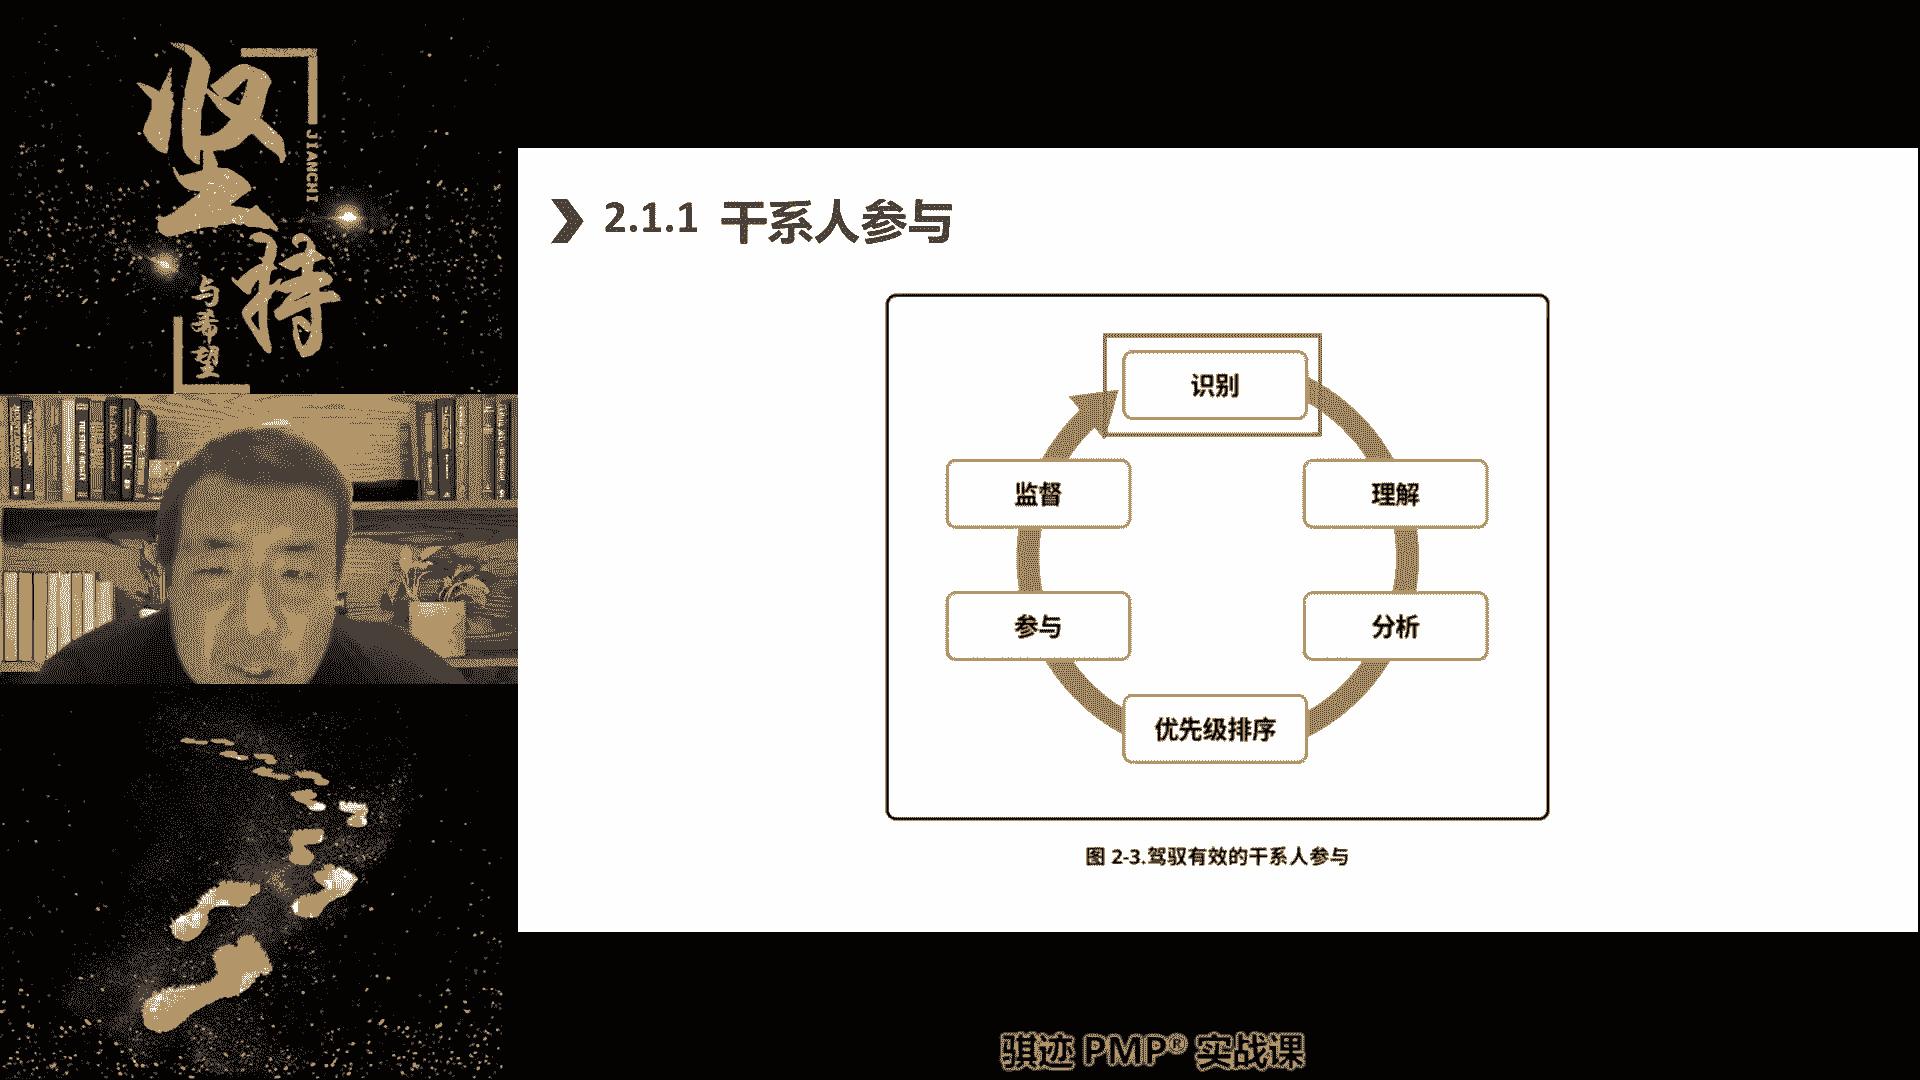 坚持
JIANCHI
与希望
2.1.1 干系人参与
识别
监督
理解
参与
分析
优先级排序
图 2-3.驾驭有效的干系人参与
骐迹 PMP® 实战课